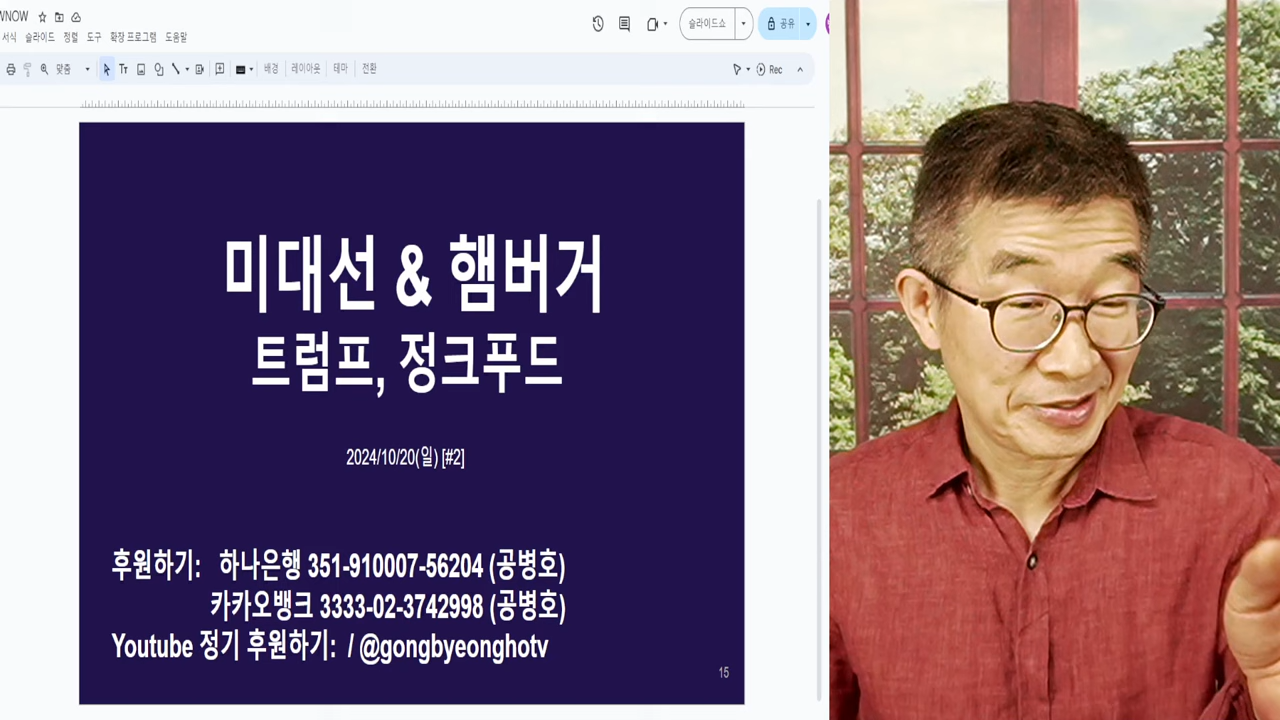 WNOW
슬라이드쇼
공유
서식 슬라이드 정렬 도구 확장 프로그램 도움말
맞춤 Tт 배경 레이아웃 테마 전환 Rec
미대선 & 햄버거
트럼프, 정크푸드
2024/10/20(일) [#2]
후원하기: 하나은행 351-910007-56204 (공병호)
카카오뱅크 3333-02-3742998 (공병호)
Youtube 정기 후원하기: / @gongbyeonghotv
15